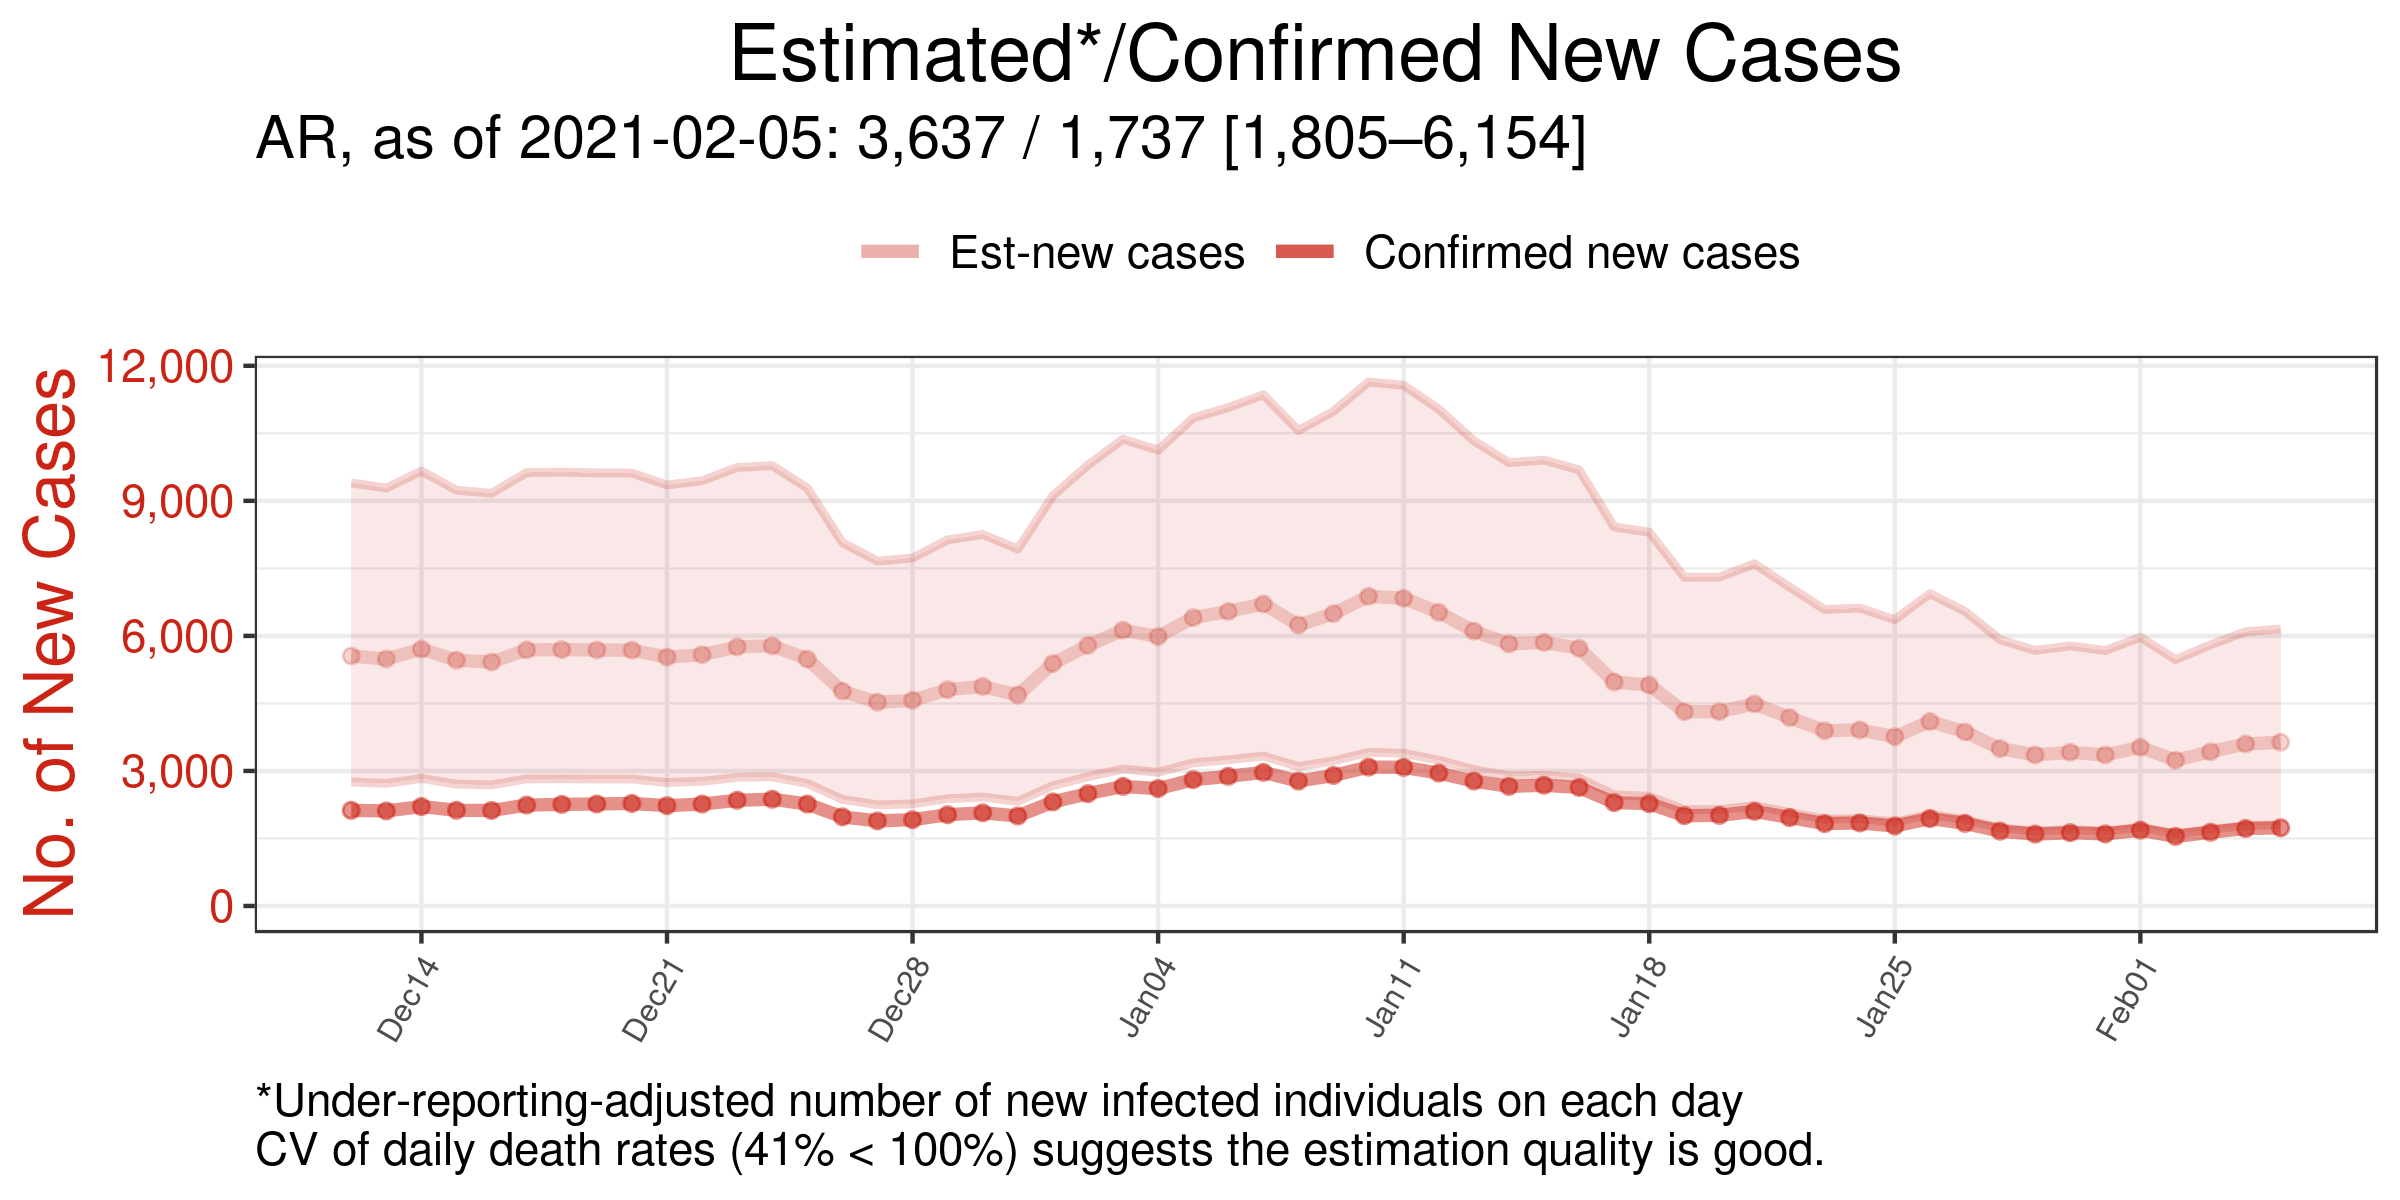 Estimated*/Confirmed New Cases
AR, as of 2021-02-05: 3,637 / 1,737 [1,805–6,154]
Est-new cases
Confirmed new cases
No. of New Cases
12,000
9,000
6,000
3,000
0
Dec14
Dec21
Dec28
Jan04
Jan11
Jan18
Jan25
Feb01
*Under-reporting-adjusted number of new infected individuals on each day
CV of daily death rates (41% < 100%) suggests the estimation quality is good.